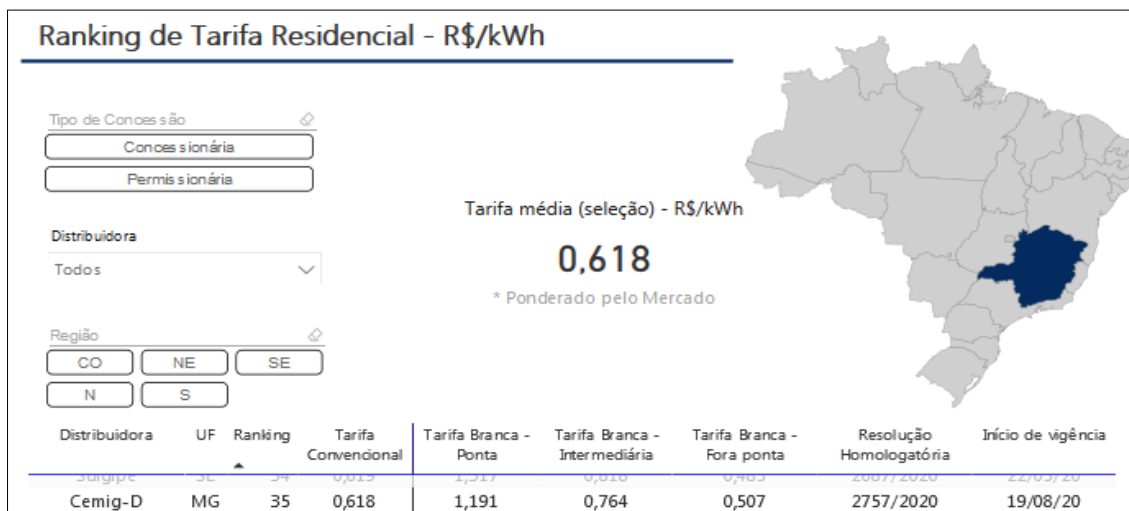 Ranking de Tarifa Residencial - R$/kWh
Tipo de Concessão
Concessionária
Permissionária
Tarifa média (seleção) - R$/kWh
0,618
* Ponderado pelo Mercado
Distribuidora
Todos
Região
CO NE SE
N S
Distribuidora UF Ranking Tarifa Convencional Tarifa Branca - Ponta Tarifa Branca - Intermediária Tarifa Branca - Fora ponta Resolução Homologatória Início de vigência
Cemig-D MG 35 0,618 1,191 0,764 0,507 2757/2020 19/08/20